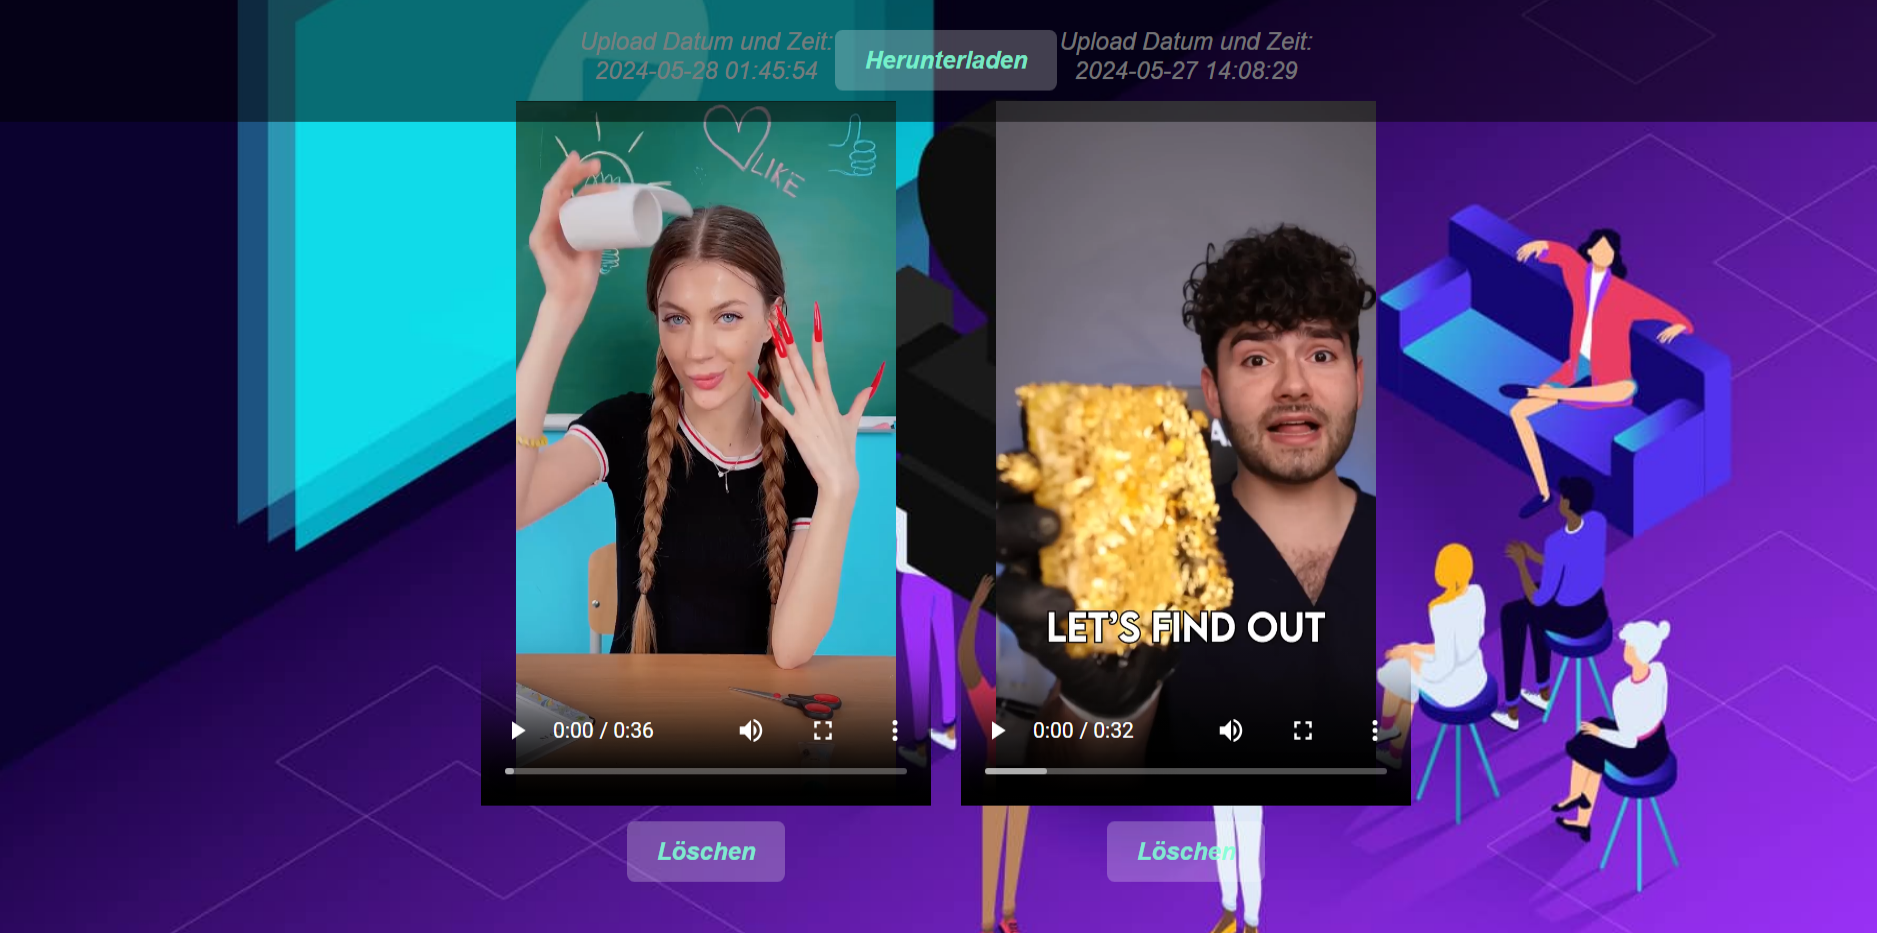 Upload Datum und Zeit:
2024-05-28 01:45:54
Herunterladen
Upload Datum und Zeit:
2024-05-27 14:08:29
LIKE
LET'S FIND OUT
0:00 / 0:36
0:00 / 0:32
Löschen
Löschen